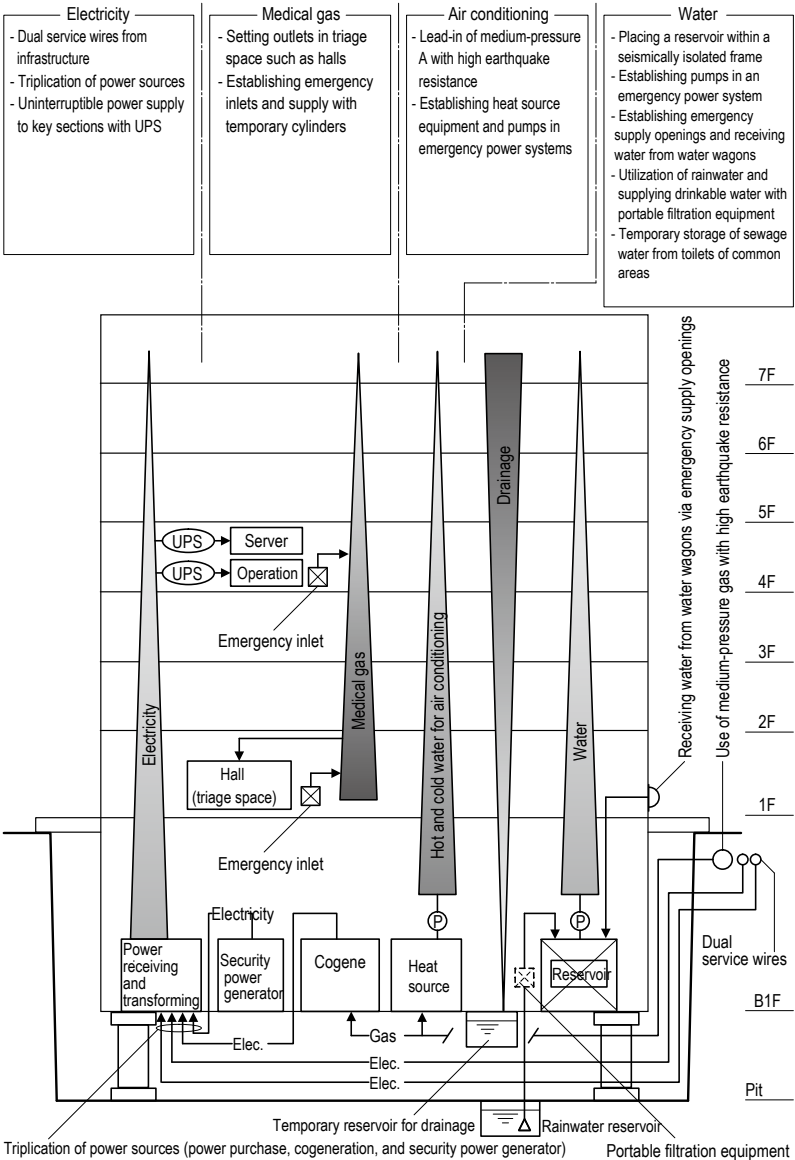 Electricity
- Dual service wires from
infrastructure
- Triplication of power sources
- Uninterruptible power supply
to key sections with UPS
Medical gas
- Setting outlets in triage
space such as halls
- Establishing emergency
inlets and supply with
temporary cylinders
Air conditioning
- Lead-in of medium-pressure
A with high earthquake
resistance
- Establishing heat source
equipment and pumps in
emergency power systems
Water
- Placing a reservoir within a
seismically isolated frame
- Establishing pumps in an
emergency power system
- Establishing emergency
supply openings and receiving
water from water wagons
- Utilization of rainwater and
supplying drinkable water with
portable filtration equipment
- Temporary storage of sewage
water from toilets of common
areas
Receiving water from water wagons via emergency supply openings
Use of medium-pressure gas with high earthquake resistance
7F
6F
5F
4F
3F
2F
1F
B1F
Pit
Electricity
Medical gas
Hot and cold water for air conditioning
Drainage
Water
UPS
Server
UPS
Operation
Emergency inlet
Hall
(triage space)
Emergency inlet
P
P
Electricity
Power
receiving
and
transforming
Security
power
generator
Cogene
Heat
source
Reservoir
Dual
service wires
Gas
Elec.
Elec.
Elec.
Temporary reservoir for drainage
Rainwater reservoir
Triplication of power sources (power purchase, cogeneration, and security power generator)
Portable filtration equipment